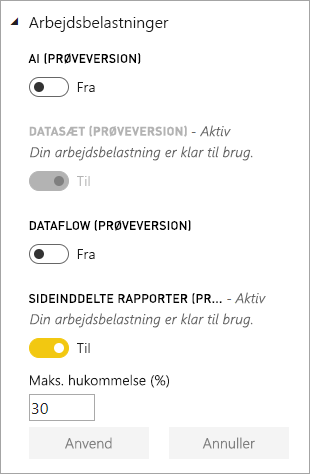 Arbejdsbelastninger
AI (PRØVEVERSION)
Fra
DATASÆT (PRØVEVERSION) - Aktiv
Din arbejdsbelastning er klar til brug.
Til
DATAFLOW (PRØVEVERSION)
Fra
SIDEINDDELTE RAPPORTER (PR... - Aktiv
Din arbejdsbelastning er klar til brug.
Til
Maks. hukommelse (%)
30
Anvend Annuller